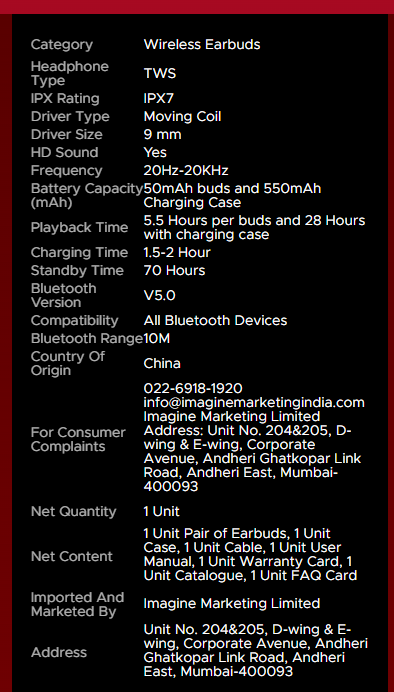 Category Wireless Earbuds
Headphone
Type TWS
IPX Rating IPX7
Driver Type Moving Coil
Driver Size 9 mm
HD Sound Yes
Frequency 20Hz-20KHz
Battery Capacity 50mAh buds and 550mAh
(mAh) Charging Case
Playback Time 5.5 Hours per buds and 28 Hours
with charging case
Charging Time 1.5-2 Hour
Standby Time 70 Hours
Bluetooth
Version V5.0
Compatibility All Bluetooth Devices
Bluetooth Range 10M
Country Of
Origin China
For Consumer
Complaints
022-6918-1920
info@imaginemarketingindia.com
Imagine Marketing Limited
Address: Unit No. 204&205, D-
wing & E-wing, Corporate
Avenue, Andheri Ghatkopar Link
Road, Andheri East, Mumbai-
400093
Net Quantity 1 Unit
Net Content
1 Unit Pair of Earbuds, 1 Unit
Case, 1 Unit Cable, 1 Unit User
Manual, 1 Unit Warranty Card, 1
Unit Catalogue, 1 Unit FAQ Card
Imported And
Marketed By Imagine Marketing Limited
Address
Unit No. 204&205, D-wing & E-
wing, Corporate Avenue, Andheri
Ghatkopar Link Road, Andheri
East, Mumbai-400093